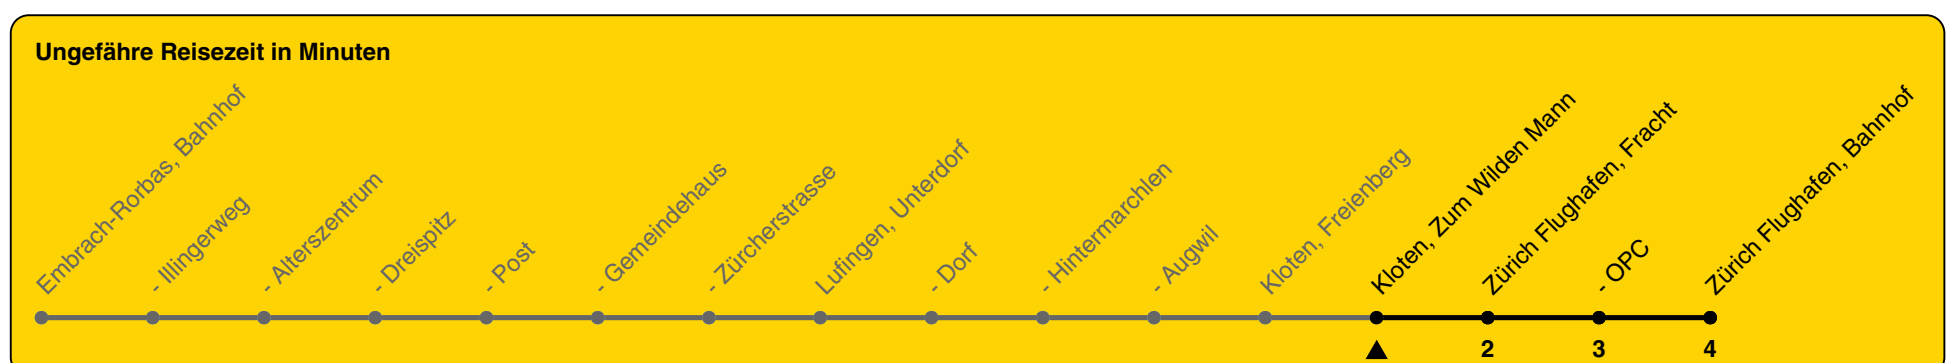 Ungefähre Reisezeit in Minuten
Embrach-Rorbas, Bahnhof
- Illingerweg
- Alterszentrum
- Dreispitz
- Post
- Gemeindehaus
- Zürcherstrasse
Lufingen, Unterdorf
- Dorf
- Hintermarchlen
- Augwil
Kloten, Freienberg
Kloten, Zum Wilden Mann
Zürich Flughafen, Fracht
- OPC
Zürich Flughafen, Bahnhof
2 3 4